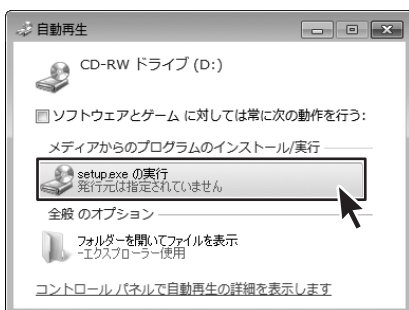 自動再生
CD-RW ドライブ (D:)
ソフトウェアとゲーム に対しては常に次の動作を行う:
メディアからのプログラムのインストール/実行
setup.exe の実行
発行元は指定されていません
全般 のオプション
フォルダーを開いてファイルを表示
-エクスプローラー使用
コントロール パネルで自動再生の詳細を表示します